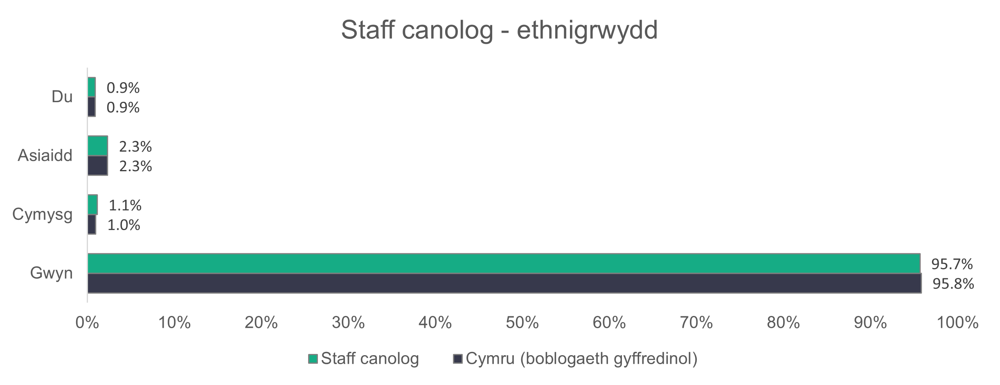 Staff canolog - ethnigrwydd
Du
0.9%
0.9%
Asiaidd
2.3%
2.3%
Cymysg
1.1%
1.0%
Gwyn
95.7%
95.8%
0% 10% 20% 30% 40% 50% 60% 70% 80% 90% 100%
Staff canolog Cymru (boblogaeth gyffredinol)